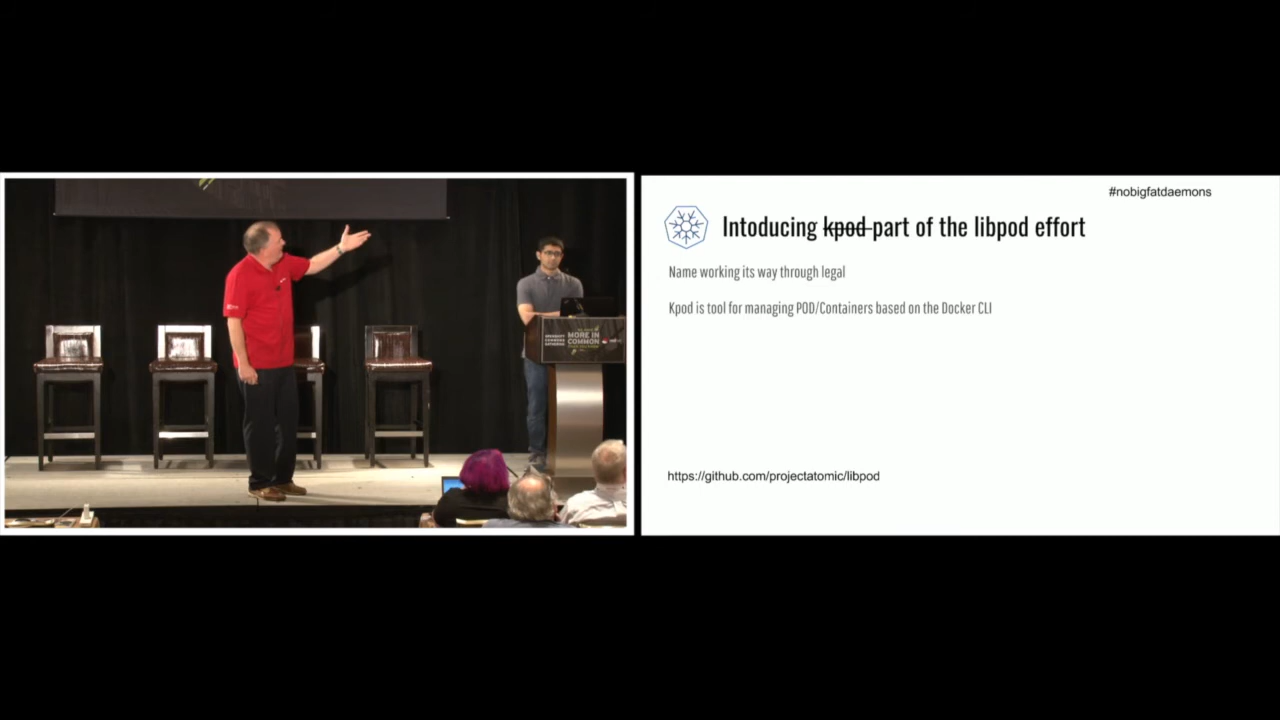 #nobigfatdaemons
Intoducing kpod part of the libpod effort
Name working its way through legal
Kpod is tool for managing POD/Containers based on the Docker CLI
https://github.com/projectatomic/libpod
MORE IN
COMMON